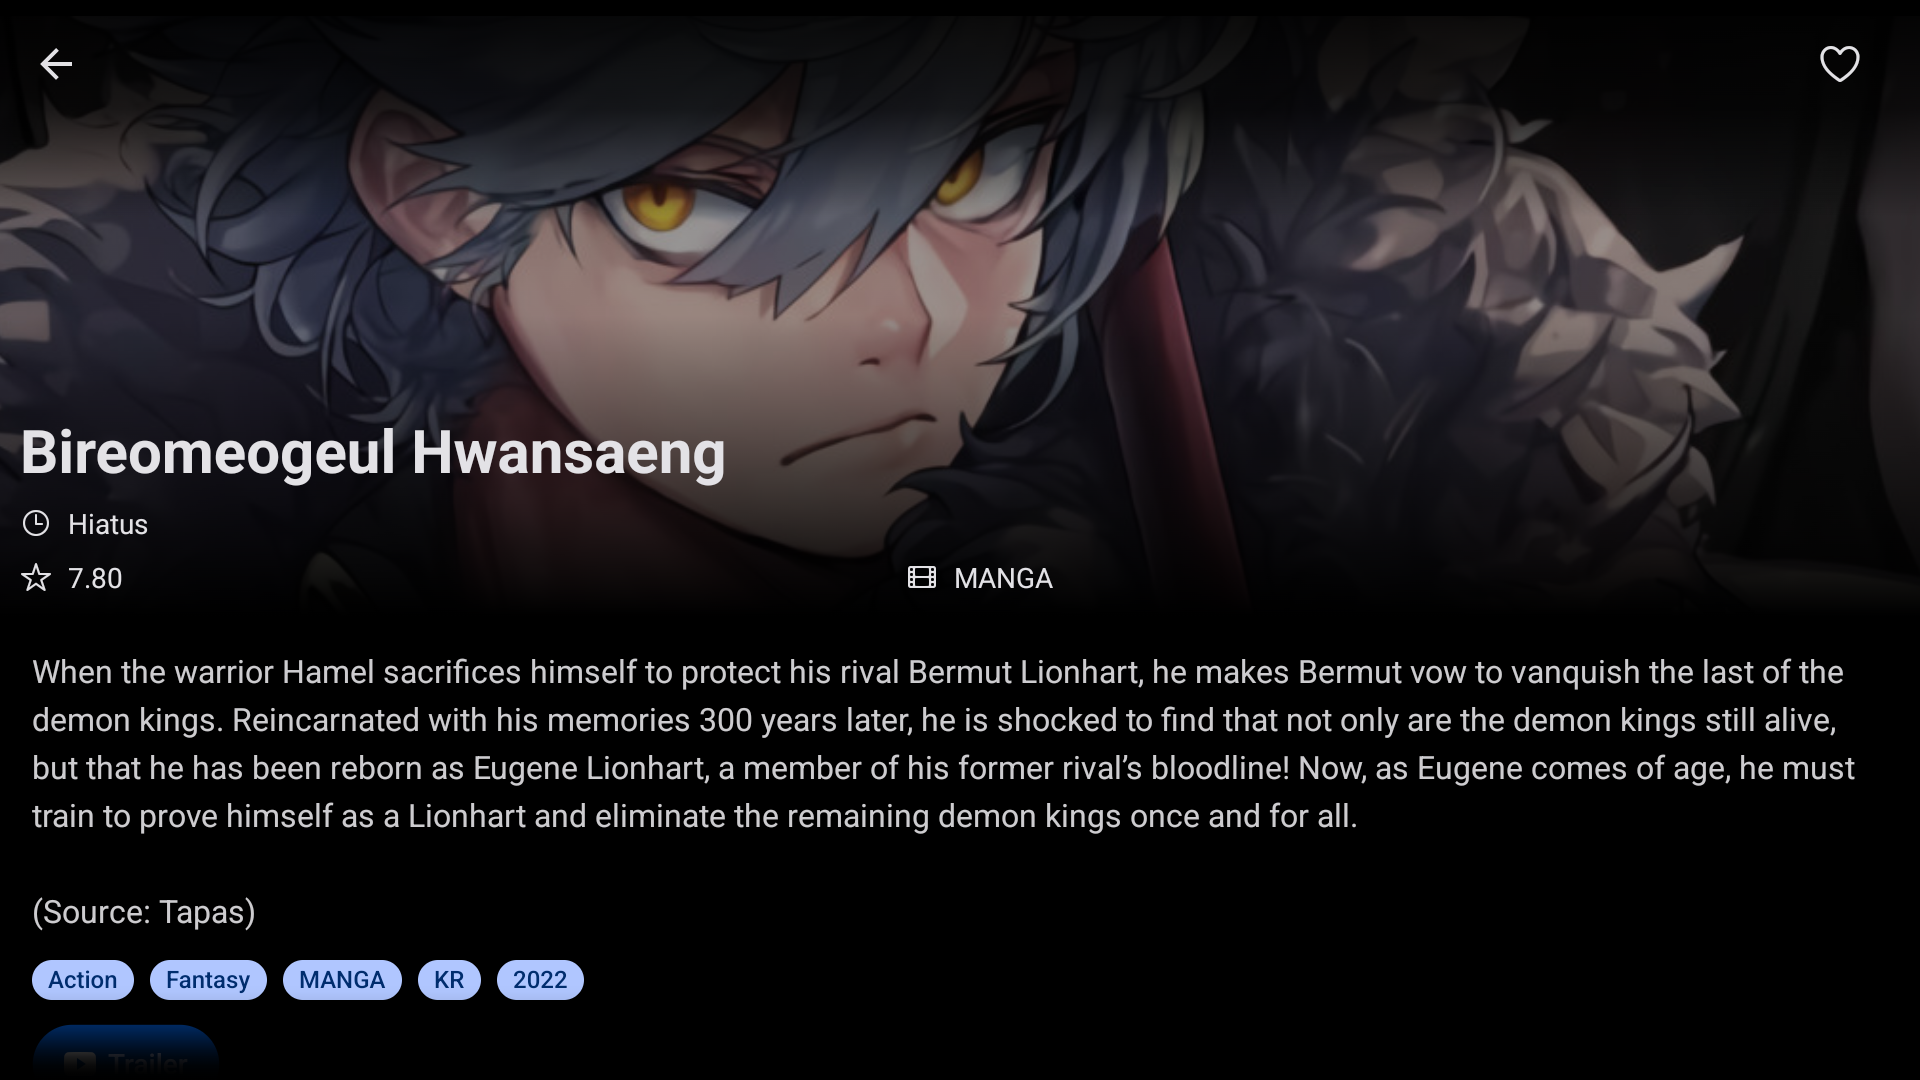 Bireomeogeul Hwansaeng
Hiatus
7.80
MANGA
When the warrior Hamel sacrifices himself to protect his rival Bermut Lionhart, he makes Bermut vow to vanquish the last of the
demon kings. Reincarnated with his memories 300 years later, he is shocked to find that not only are the demon kings still alive,
but that he has been reborn as Eugene Lionhart, a member of his former rival’s bloodline! Now, as Eugene comes of age, he must
train to prove himself as a Lionhart and eliminate the remaining demon kings once and for all.
(Source: Tapas)
Action Fantasy MANGA KR 2022
Trailer